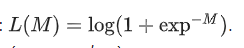 : L(M) = log(1 + exp⁻ᴹ).